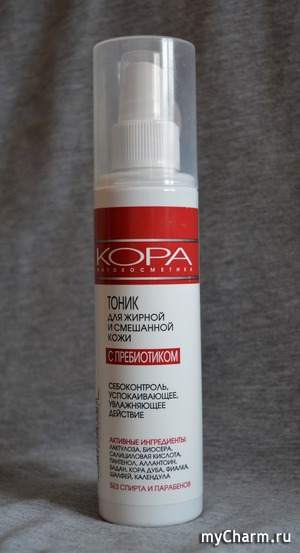 КОРА
ФИТОКОСМЕТИКА
ТОНИК
ДЛЯ ЖИРНОЙ
И СМЕШАННОЙ
КОЖИ
С ПРЕБИОТИКОМ
СЕБОКОНТРОЛЬ,
УСПОКАИВАЮЩЕЕ,
УВЛАЖНЯЮЩЕЕ
ДЕЙСТВИЕ
АКТИВНЫЕ ИНГРЕДИЕНТЫ:
ЛАКТУЛОЗА, БИОСЕРА,
САЛИЦИЛОВАЯ КИСЛОТА,
ПАНТЕНОЛ, АЛЛАНТОИН,
БАДАН, КОРА ДУБА, ФИАЛКА,
ШАЛФЕЙ, КАЛЕНДУЛА
БЕЗ СПИРТА И ПАРАБЕНОВ
myCharm.ru